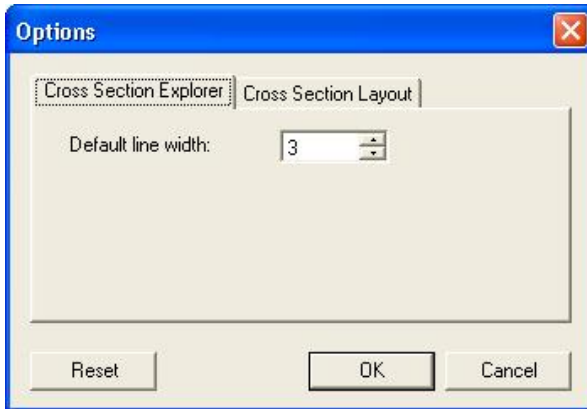 Options
Cross Section Explorer Cross Section Layout
Default line width: 3
Reset OK Cancel